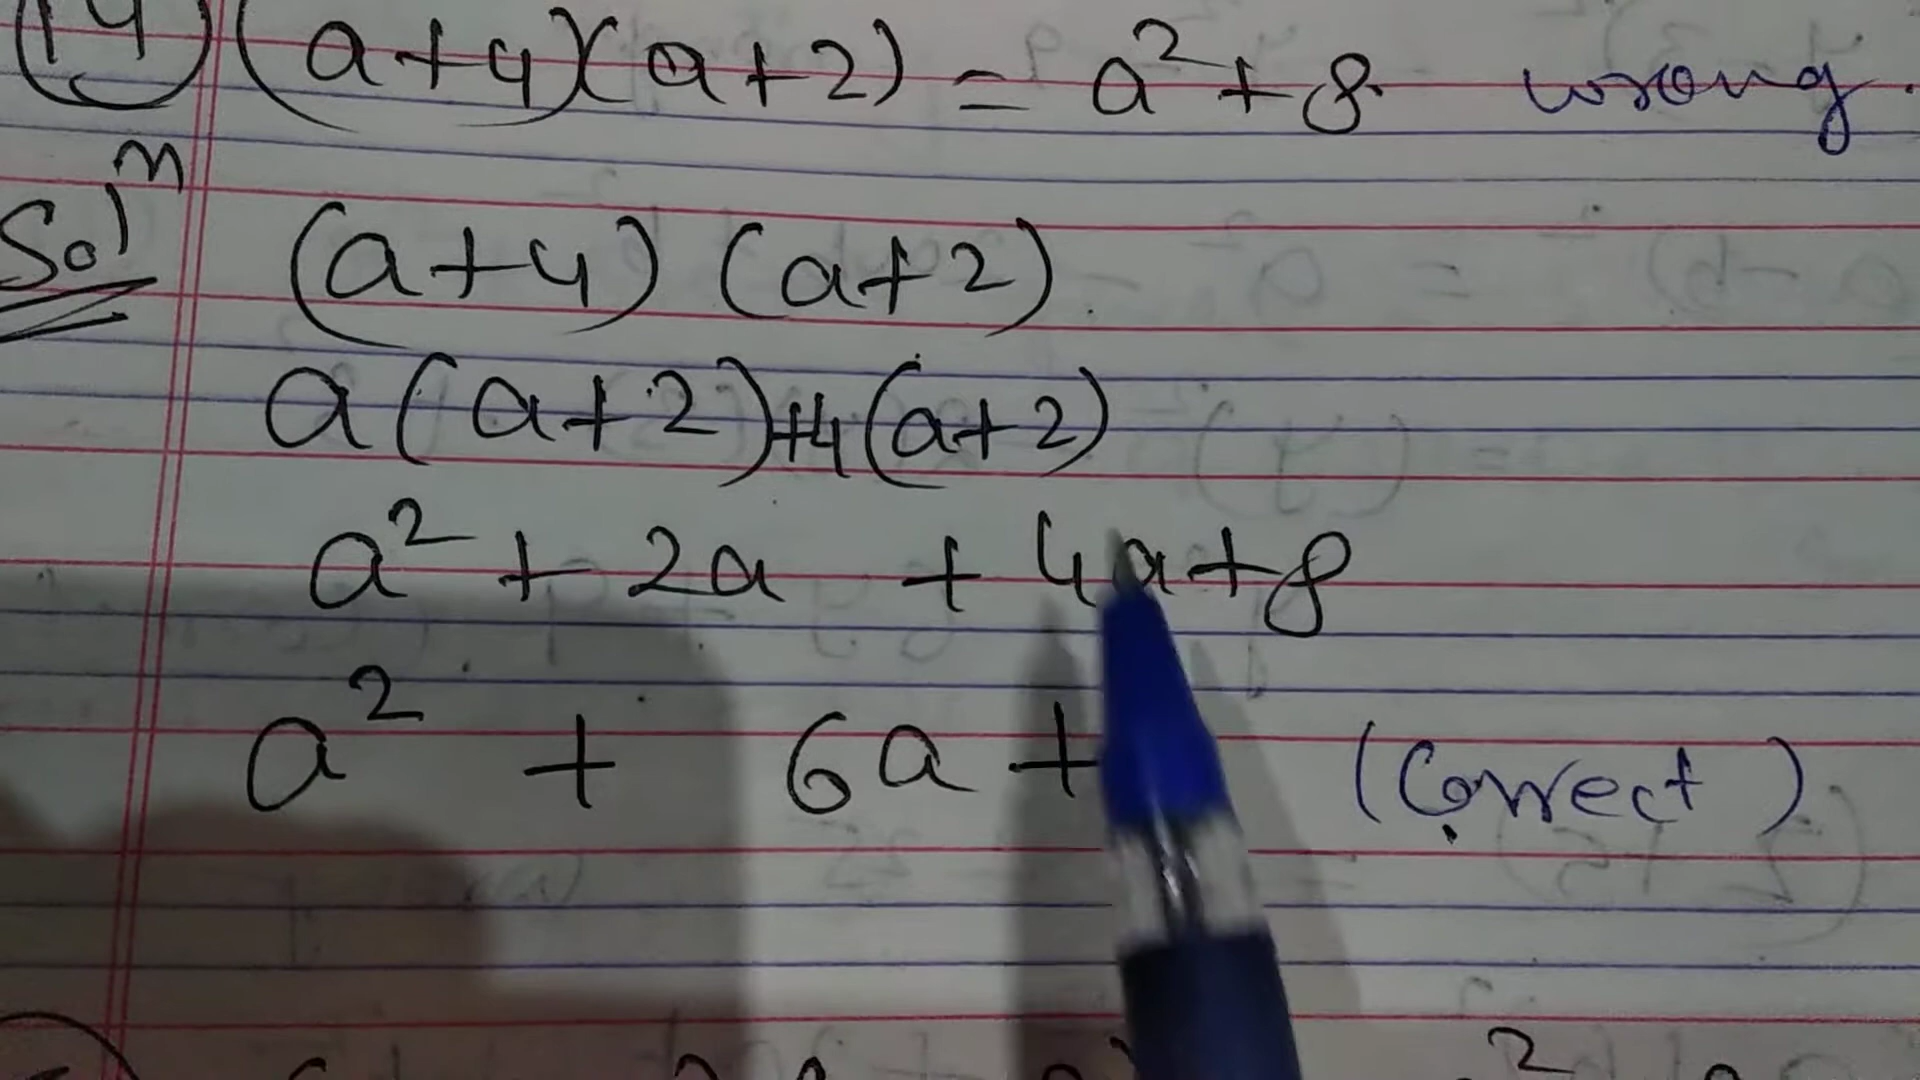 14 (a+4)(a+2) = a² + 8 wrong.
Solⁿ (a+4) (a+2)
a(a+2)+4(a+2)
a² + 2a + 4a+8
a² + 6a + (Correct)